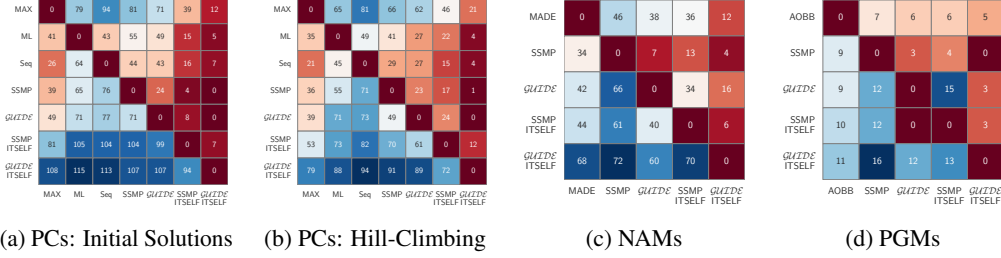 MAX 0 79 94 81 71 39 12
ML 41 0 43 55 49 15 5
Seq 26 64 0 44 43 16 7
SSMP 39 65 76 0 24 4 0
GUIDE 49 71 77 71 0 8 0
SSMP
ITSELF 81 105 104 104 99 0 7
GUIDE
ITSELF 108 115 113 107 107 94 0
MAX ML Seq SSMP GUIDE SSMP GUIDE
ITSELF ITSELF
(a) PCs: Initial Solutions
0 65 81 66 62 46 21
35 0 49 41 22 4
21 45 0 29 27 15 4
36 55 71 0 23 17 1
39 71 73 49 0 24 0
53 73 82 70 61 0 12
79 88 94 91 89 72 0
MAX ML Seq SSMP GUIDE SSMP GUIDE
ITSELF ITSELF
(b) PCs: Hill-Climbing
MADE 0 46 38 36 12
SSMP 34 0 7 13 4
GUIDE 42 66 0 34 16
SSMP
ITSELF 44 61 40 0 6
GUIDE
ITSELF 68 72 60 70 0
MADE SSMP GUIDE SSMP GUIDE
ITSELF ITSELF
(c) NAMs
AOBB 0 7 6 6 5
SSMP 9 0 3 4 0
GUIDE 9 12 0 15 3
SSMP
ITSELF 10 12 0 0 3
GUIDE
ITSELF 11 16 12 13 0
AOBB SSMP GUIDE SSMP GUIDE
ITSELF ITSELF
(d) PGMs